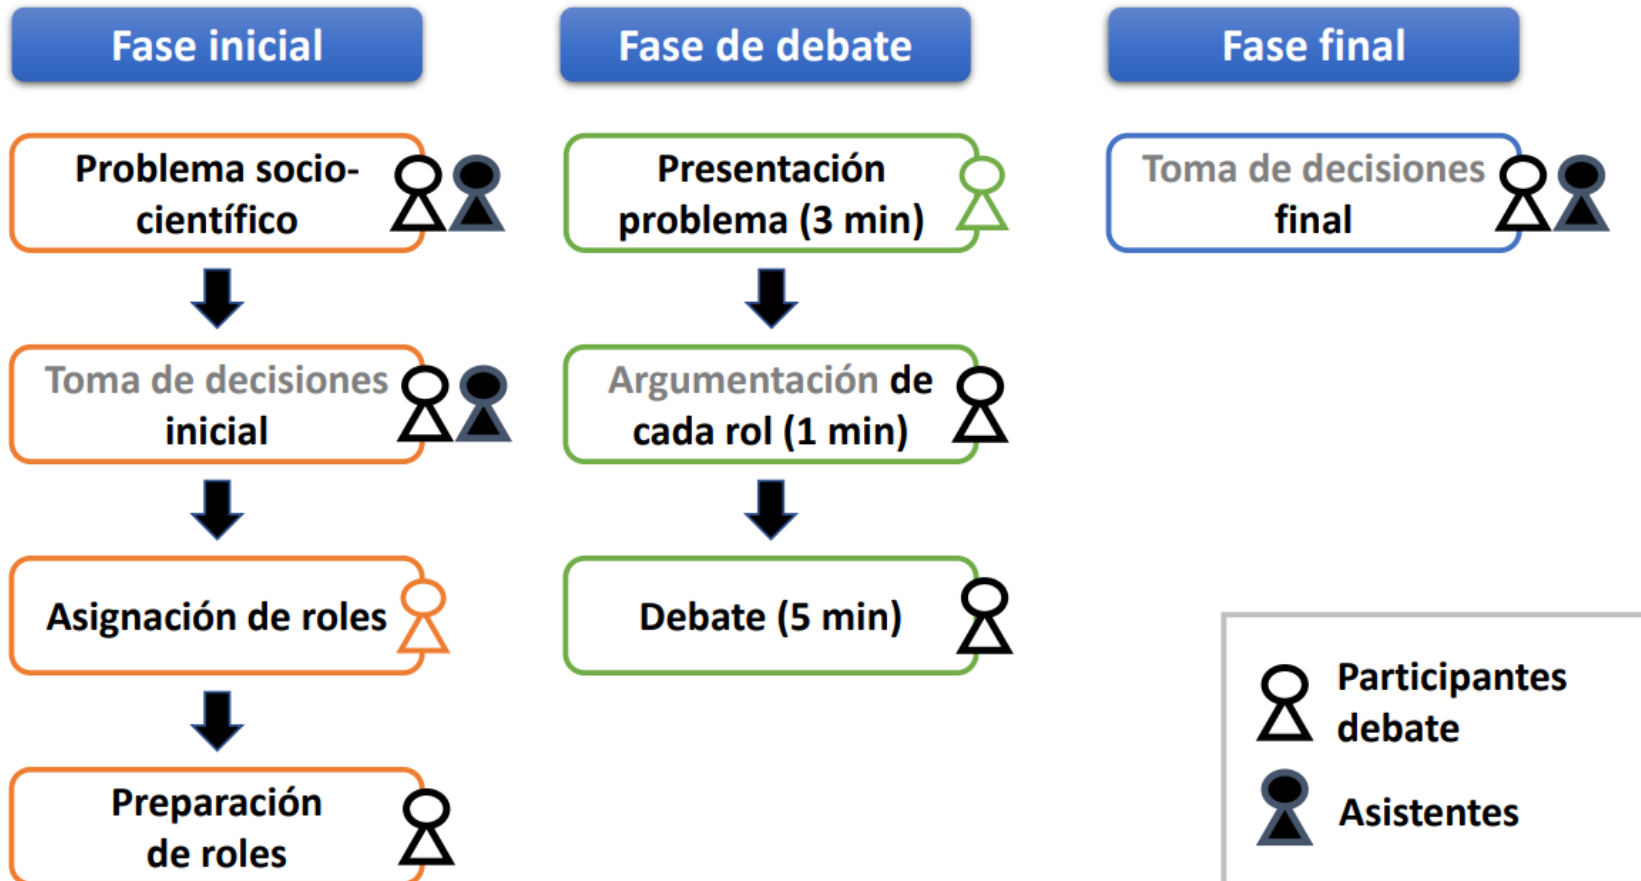 Fase inicial
Problema socio-
científico
Toma de decisiones
inicial
Asignación de roles
Preparación
de roles
Fase de debate
Presentación
problema (3 min)
Argumentación de
cada rol (1 min)
Debate (5 min)
Fase final
Toma de decisiones
final
Participantes
debate
Asistentes